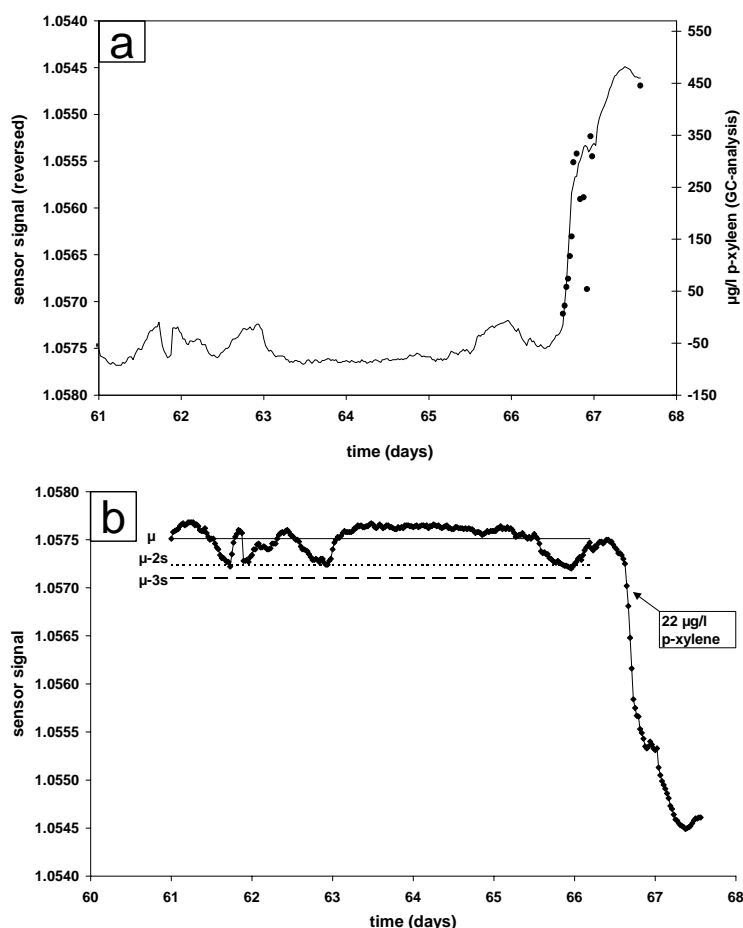 a
1.0540
1.0545
1.0550
1.0555
1.0560
1.0565
1.0570
1.0575
1.0580
sensor signal (reversed)
550
450
350
250
150
50
-50
-150
µg/l p-xyleen (GC-analysis)
61 62 63 64 65 66 67 68
time (days)
b
1.0580
1.0575
1.0570
1.0565
1.0560
1.0555
1.0550
1.0545
1.0540
sensor signal
µ
µ-2s
µ-3s
22 µg/l
p-xylene
60 61 62 63 64 65 66 67 68
time (days)